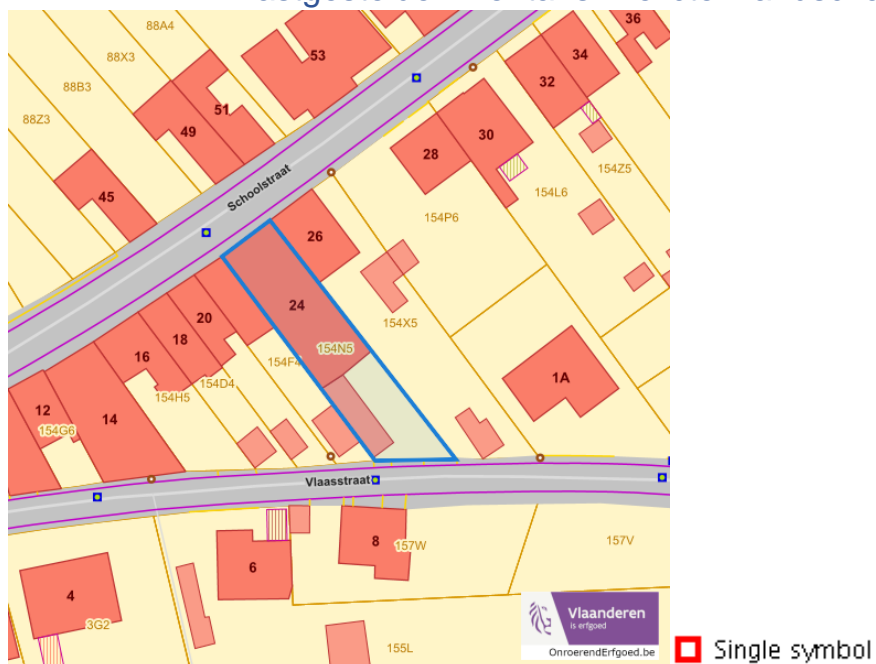 88A4
53
36
34
88X3
32
88B3
51
88Z3
49
30
28
154Z5
154L6
45
Schoolstraat
154P6
26
24
20
154X5
18
154N5
16
154F4
1A
154D4
12
154H5
14
154G6
Vlaasstraat
8
157W
157V
6
4
3G2
155L
Vlaanderen
is erfgoed
OnroerendErfgoed.be
Single symbol